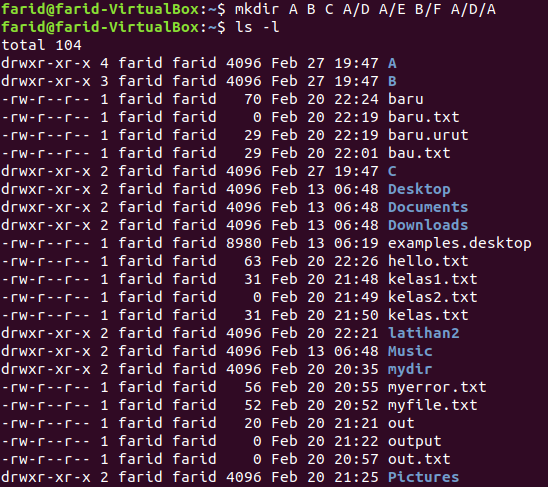 farid@farid-VirtualBox:~$ mkdir A B C A/D A/E B/F A/D/A
farid@farid-VirtualBox:~$ ls -l
total 104
drwxr-xr-x 4 farid farid 4096 Feb 27 19:47 A
drwxr-xr-x 3 farid farid 4096 Feb 27 19:47 B
-rw-r--r-- 1 farid farid   70 Feb 20 22:24 baru
-rw-r--r-- 1 farid farid    0 Feb 20 22:19 baru.txt
-rw-r--r-- 1 farid farid   29 Feb 20 22:19 baru.urut
-rw-r--r-- 1 farid farid   29 Feb 20 22:01 bau.txt
drwxr-xr-x 2 farid farid 4096 Feb 27 19:47 C
drwxr-xr-x 2 farid farid 4096 Feb 13 06:48 Desktop
drwxr-xr-x 2 farid farid 4096 Feb 13 06:48 Documents
drwxr-xr-x 2 farid farid 4096 Feb 13 06:48 Downloads
-rw-r--r-- 1 farid farid 8980 Feb 13 06:19 examples.desktop
-rw-r--r-- 1 farid farid   63 Feb 20 22:26 hello.txt
-rw-r--r-- 1 farid farid   31 Feb 20 21:48 kelas1.txt
-rw-r--r-- 1 farid farid    0 Feb 20 21:49 kelas2.txt
-rw-r--r-- 1 farid farid   31 Feb 20 21:50 kelas.txt
drwxr-xr-x 2 farid farid 4096 Feb 20 22:21 latihan2
drwxr-xr-x 2 farid farid 4096 Feb 13 06:48 Music
drwxr-xr-x 2 farid farid 4096 Feb 20 20:35 mydir
-rw-r--r-- 1 farid farid   56 Feb 20 20:55 myerror.txt
-rw-r--r-- 1 farid farid   52 Feb 20 20:52 myfile.txt
-rw-r--r-- 1 farid farid   20 Feb 20 21:21 out
-rw-r--r-- 1 farid farid    0 Feb 20 21:22 output
-rw-r--r-- 1 farid farid    0 Feb 20 20:57 out.txt
drwxr-xr-x 2 farid farid 4096 Feb 20 21:25 Pictures